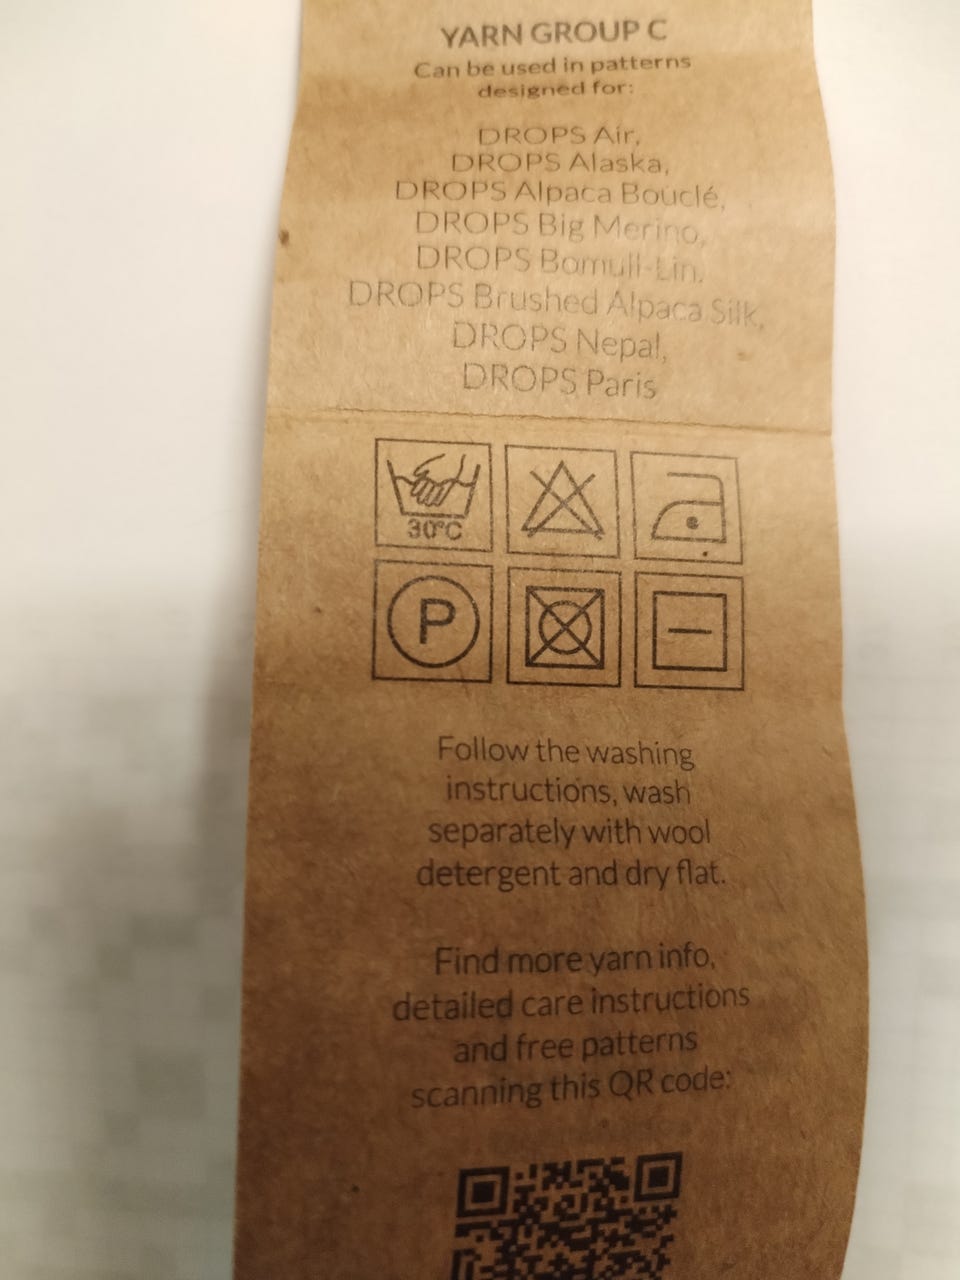 YARN GROUP C
Can be used in patterns
designed for:
DROPS Air,
DROPS Alaska,
DROPS Alpaca Bouclé,
DROPS Big Merino,
DROPS Bomull-Lin,
DROPS Brushed Alpaca Silk,
DROPS Nepal,
DROPS Paris
30°C
P
Follow the washing
instructions, wash
separately with wool
detergent and dry flat.
Find more yarn info,
detailed care instructions
and free patterns
scanning this QR code: